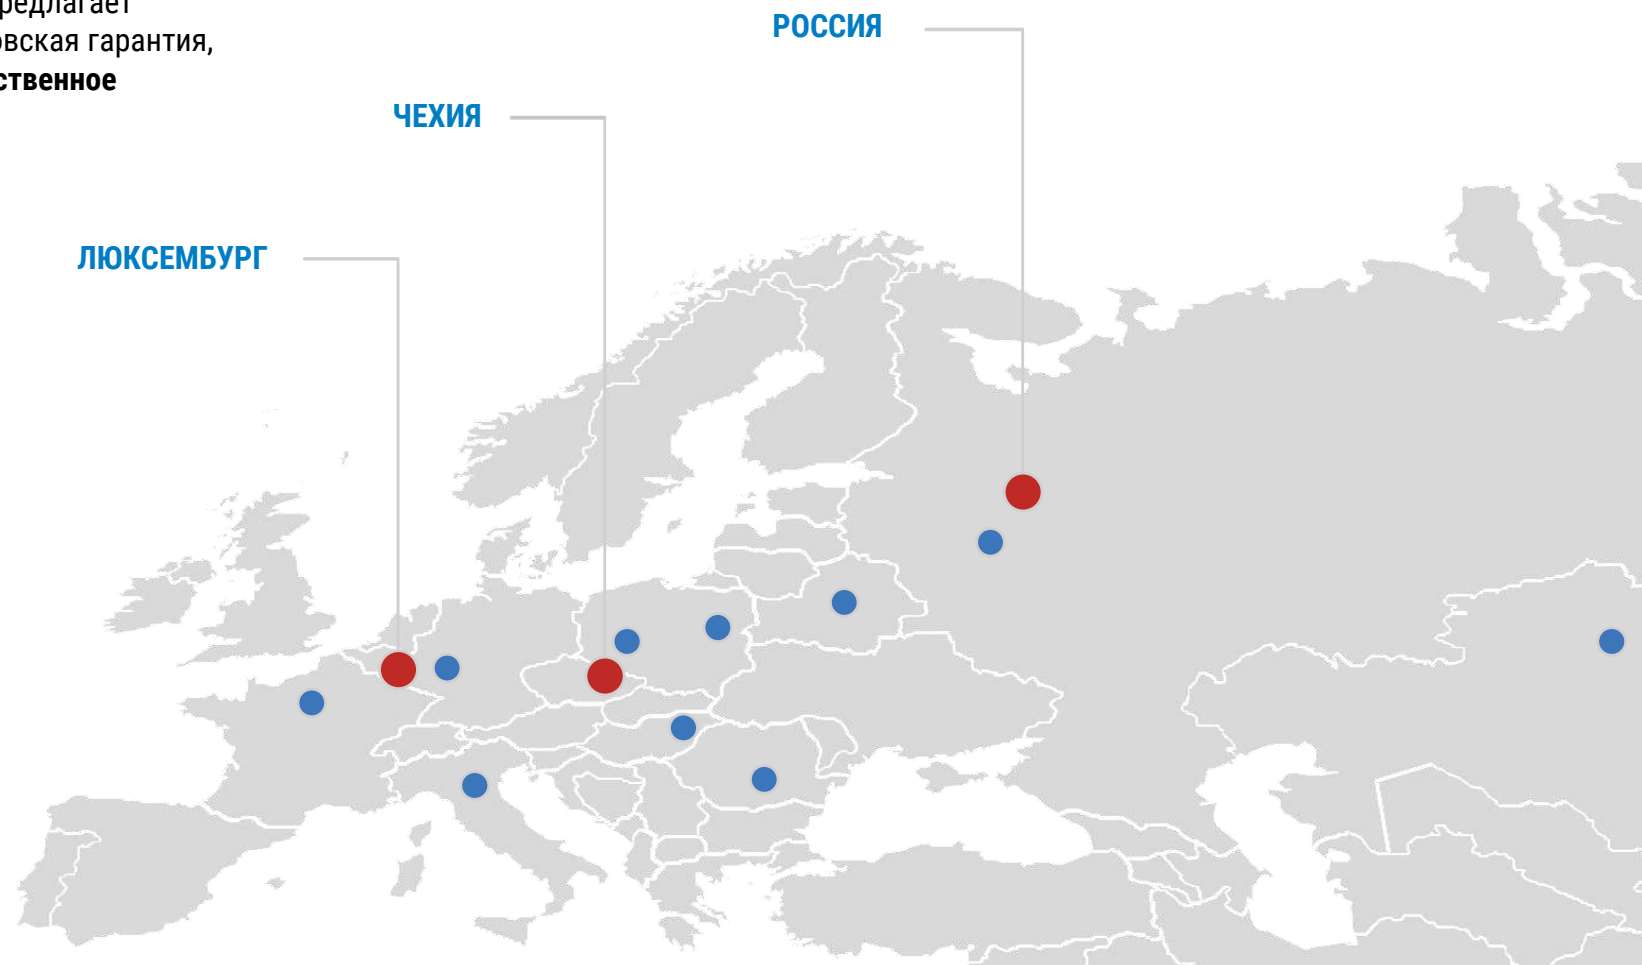 редлагает
овская гарантия,
ственное
РОССИЯ
ЧЕХИЯ
ЛЮКСЕМБУРГ